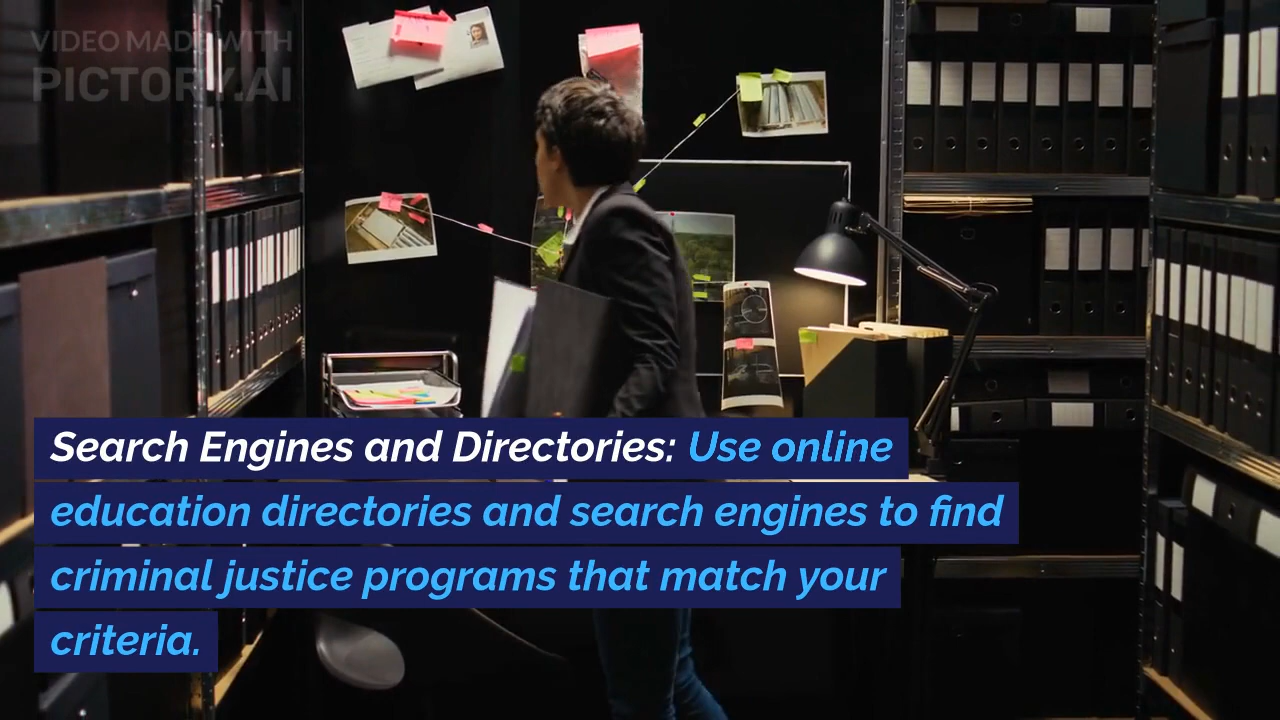 VIDEO MADE WITH
PICTORY.AI
Search Engines and Directories: Use online
education directories and search engines to find
criminal justice programs that match your
criteria.